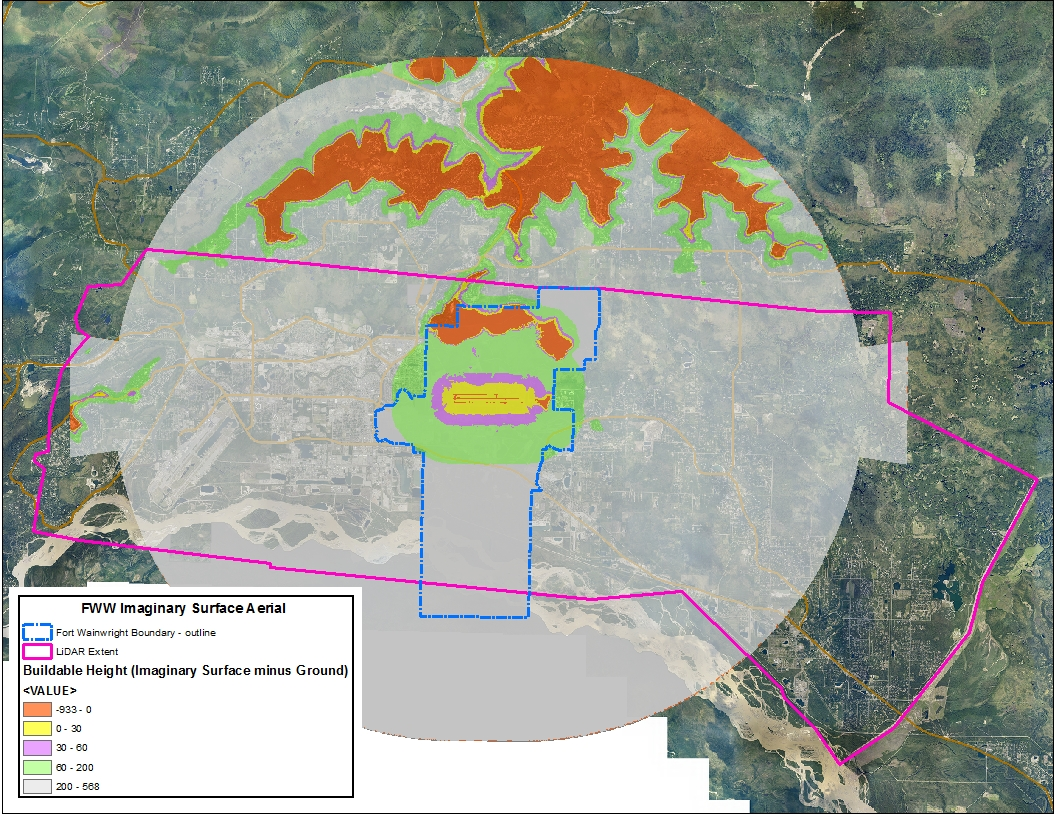 FWW Imaginary Surface Aerial
Fort Wainwright Boundary - outline
LiDAR Extent
Buildable Height (Imaginary Surface minus Ground)
<VALUE>
-933 - 0
0 - 30
30 - 60
60 - 200
200 - 568